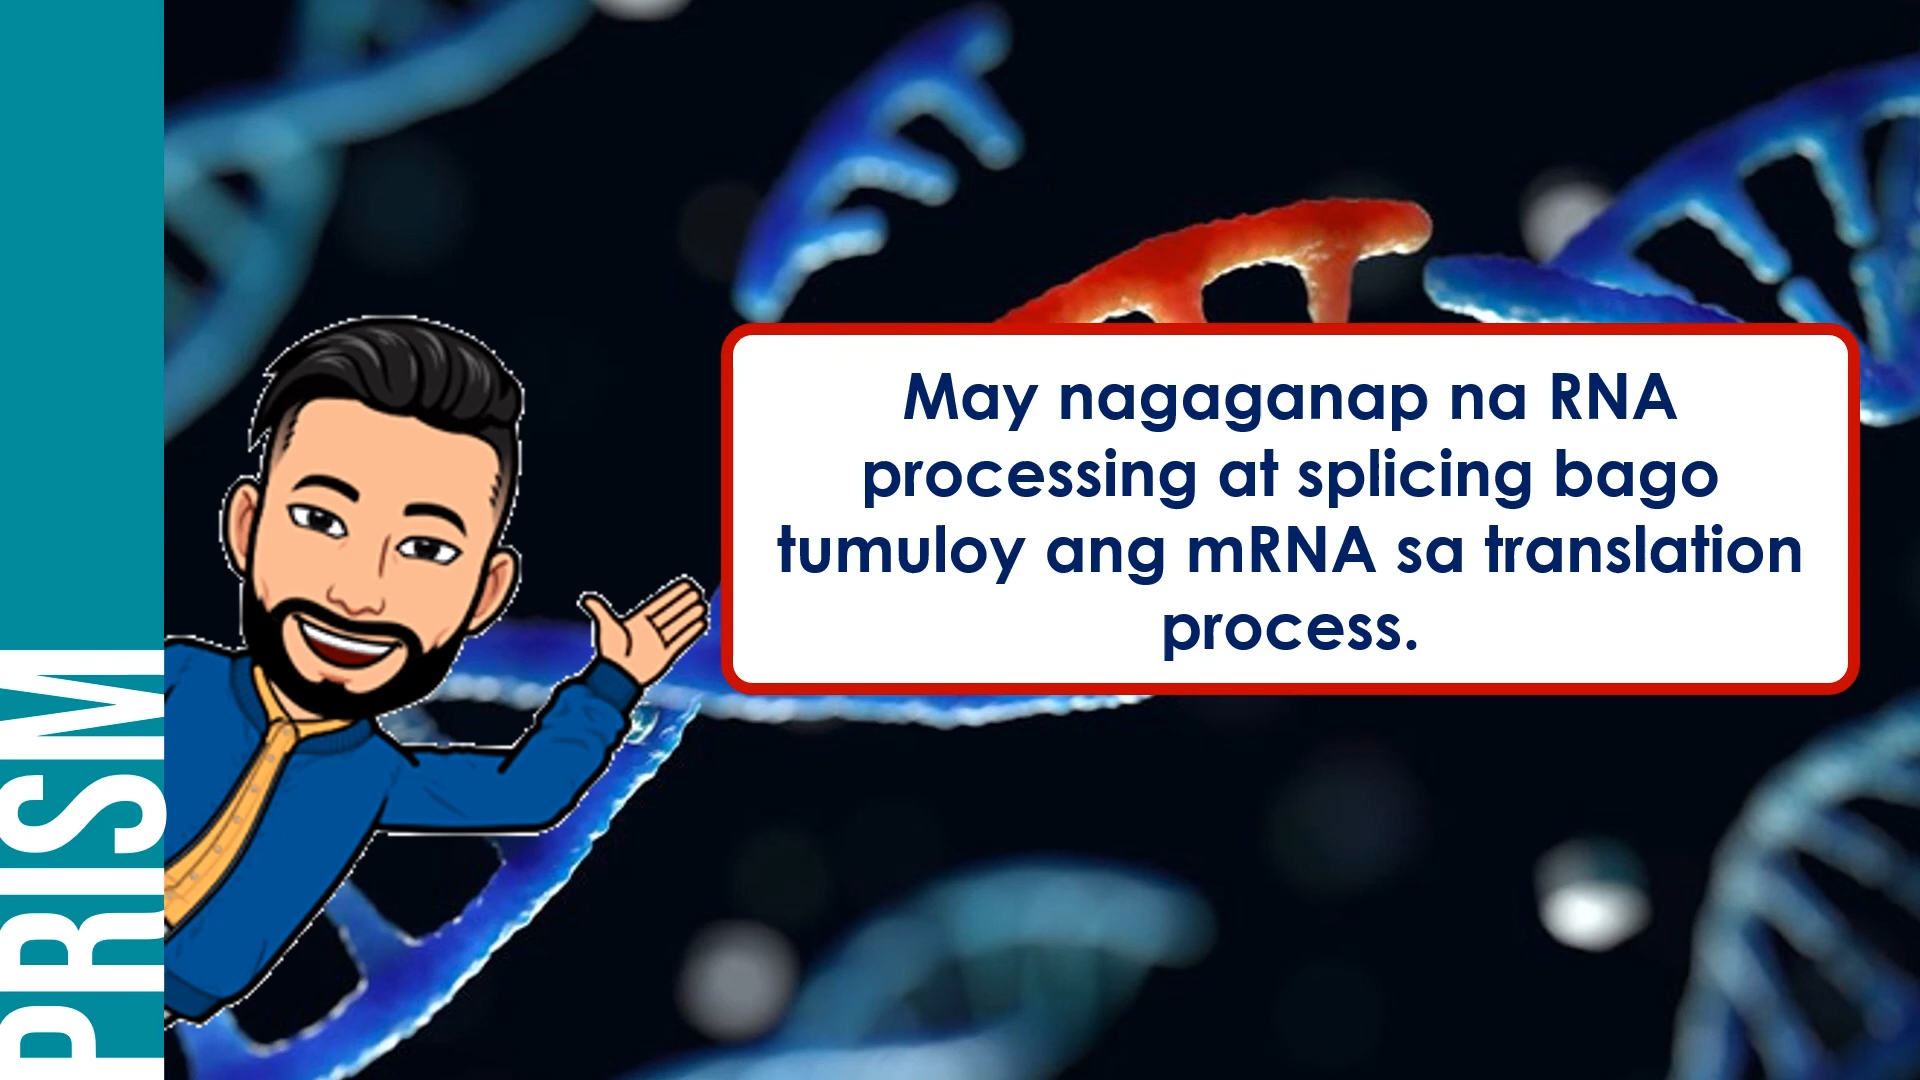 PRISM
May nagaganap na RNA
processing at splicing bago
tumuloy ang mRNA sa translation
process.